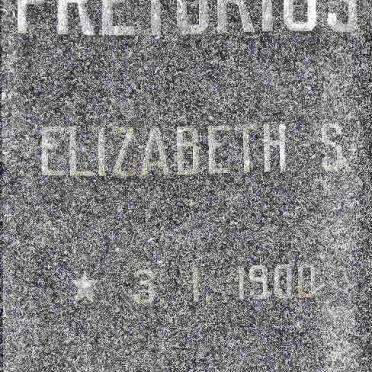 PRETORIUS
ELIZABETH S.
★ 3. 1. 1900